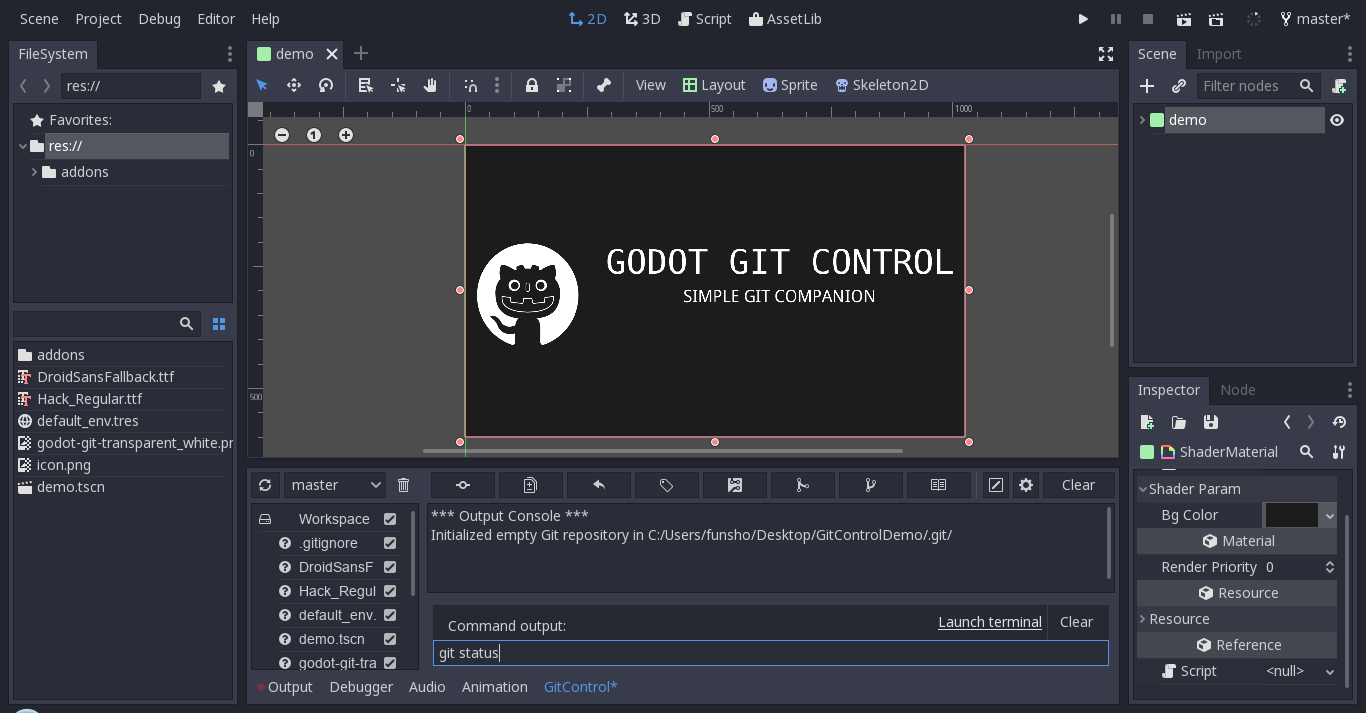 Scene Project Debug Editor Help 2D 3D Script AssetLib master*
FileSystem
res://
Favorites:
res://
addons
addons
DroidSansFallback.ttf
Hack_Regular.ttf
default_env.tres
godot-git-transparent_white.pr
icon.png
demo.tscn
demo
View Layout Sprite Skeleton2D
0 500 1000
1
0
500
GODOT GIT CONTROL
SIMPLE GIT COMPANION
master Clear
Workspace
.gitignore
DroidSansF
Hack_Regul
default_env.
demo.tscn
godot-git-tra
*** Output Console ***
Initialized empty Git repository in C:/Users/funsho/Desktop/GitControlDemo/.git/
Command output: Launch terminal Clear
git status
Output Debugger Audio Animation GitControl*
Scene Import
Filter nodes
demo
Inspector Node
ShaderMaterial
Shader Param
Bg Color
Material
Render Priority 0
Resource
Resource
Reference
Script <null>